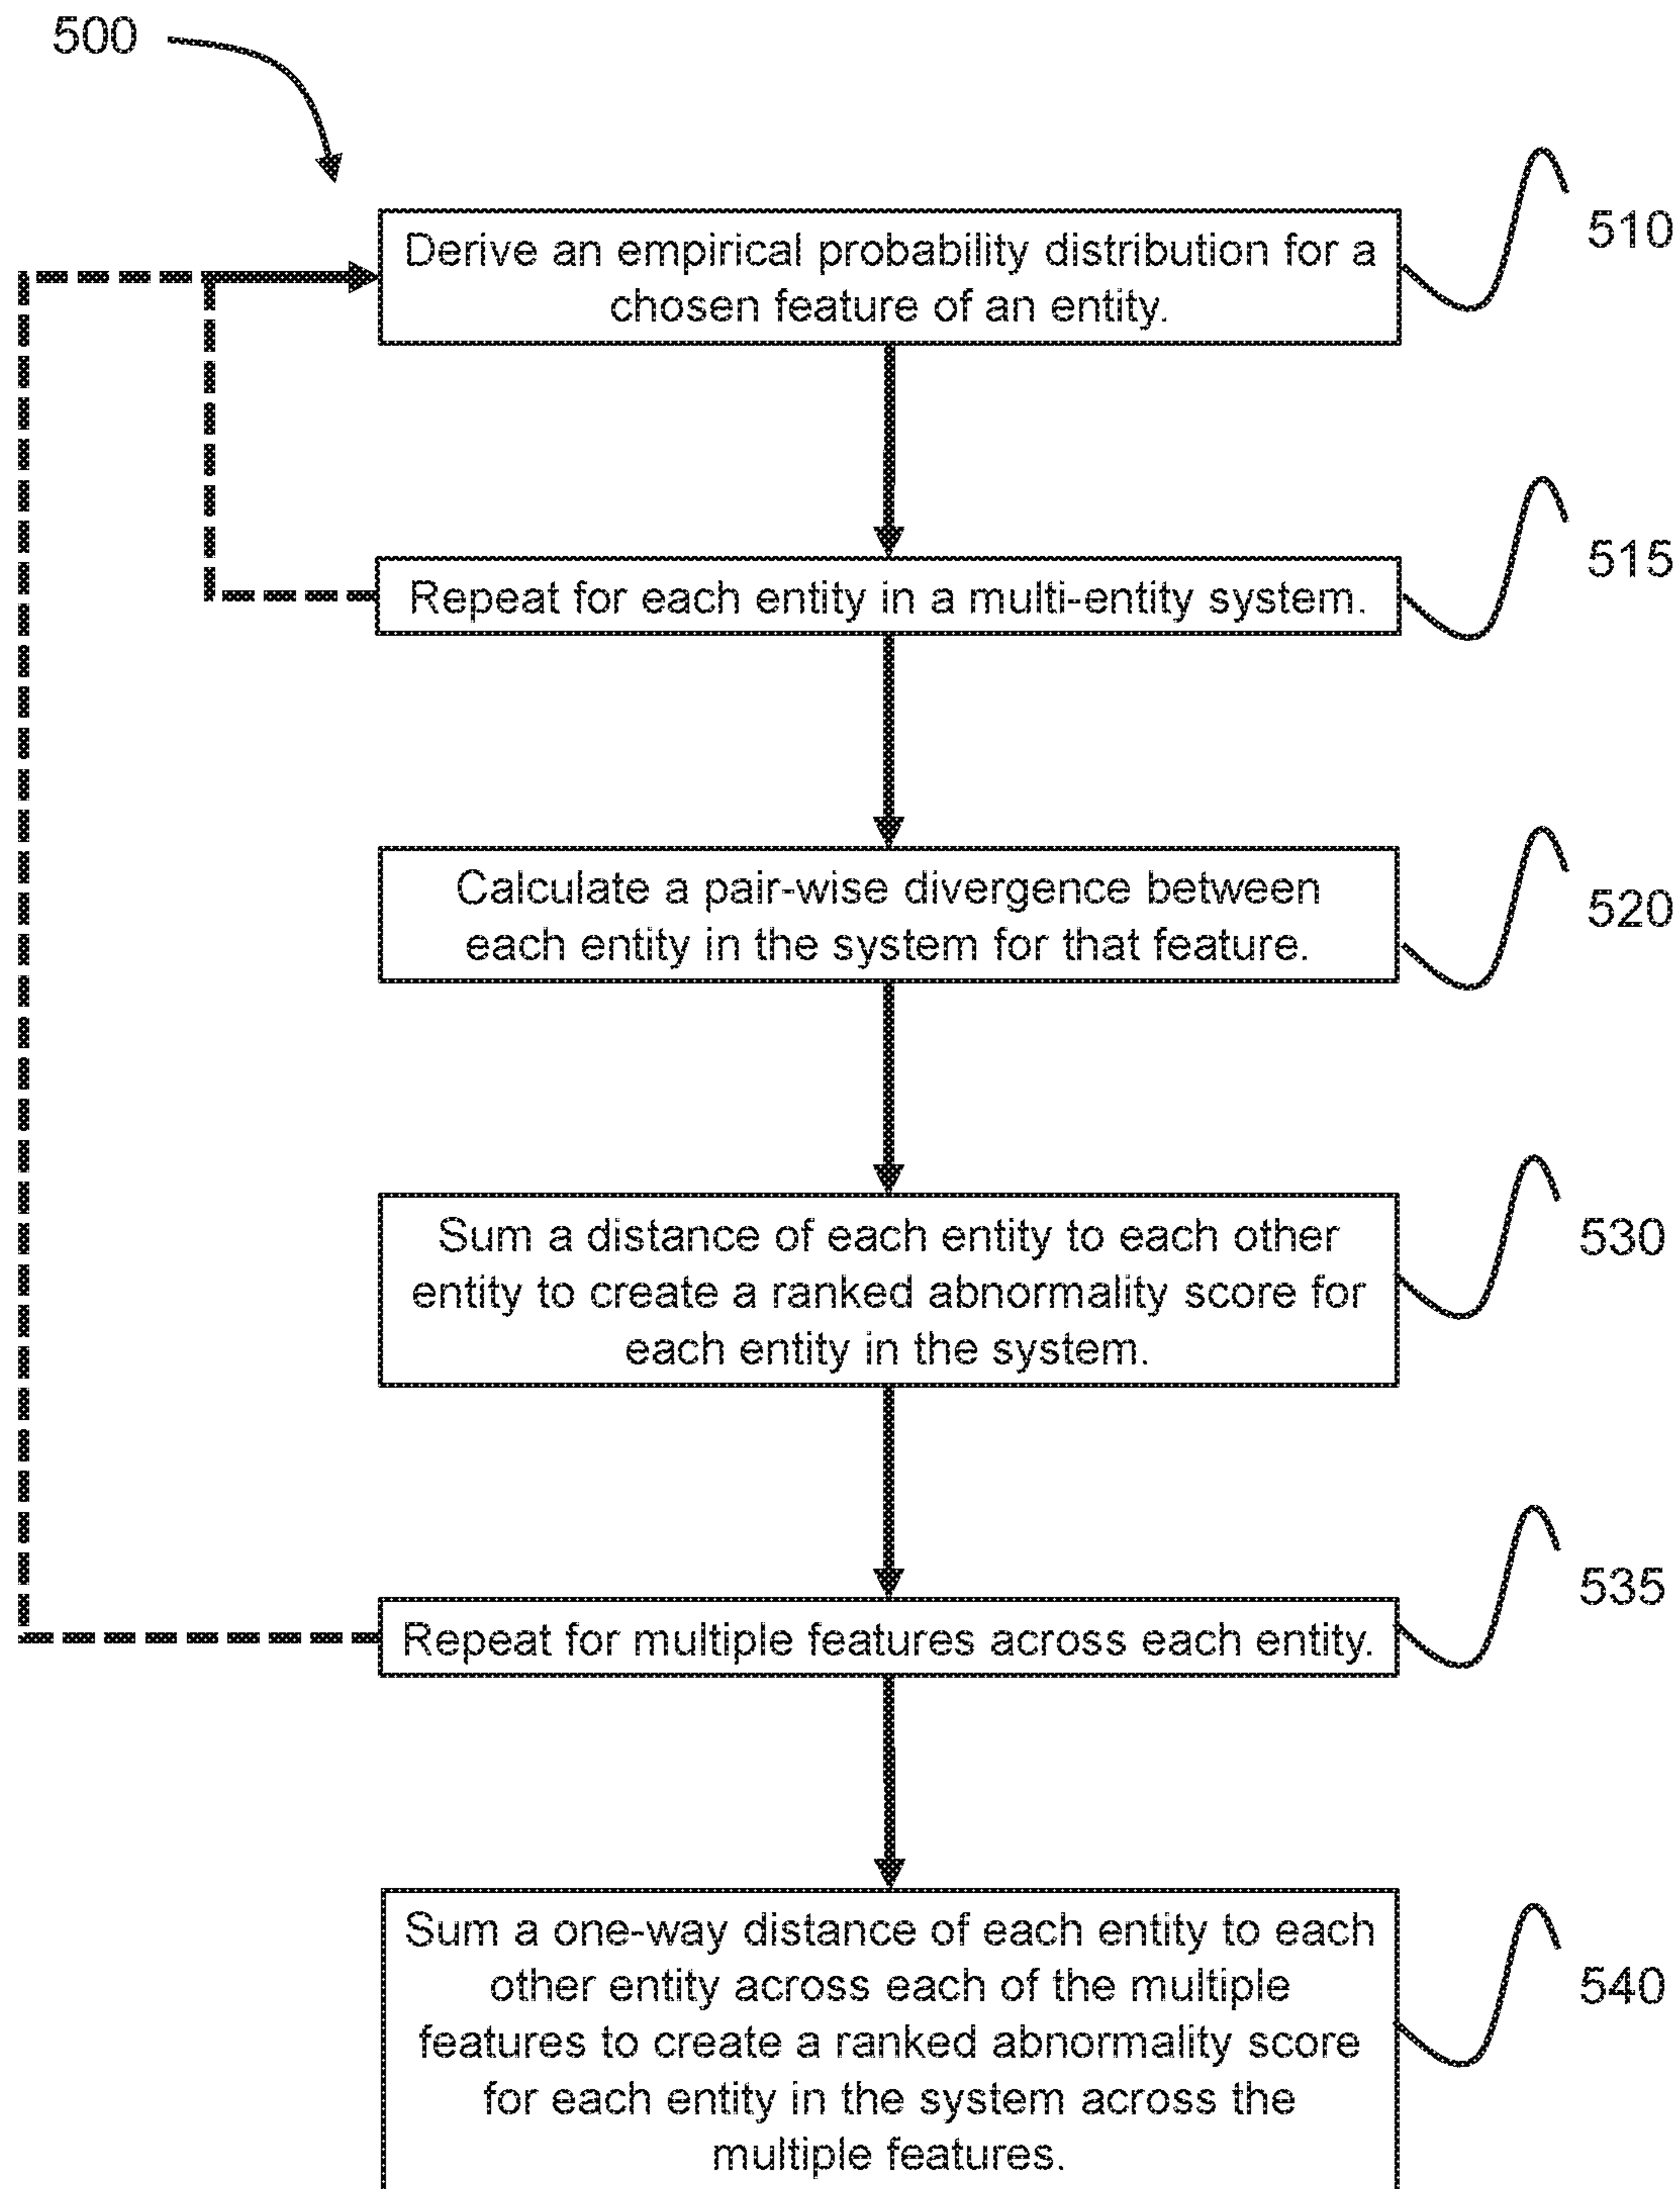 500
Derive an empirical probability distribution for a
chosen feature of an entity.
510
Repeat for each entity in a multi-entity system.
515
Calculate a pair-wise divergence between
each entity in the system for that feature.
520
Sum a distance of each entity to each other
entity to create a ranked abnormality score for
each entity in the system.
530
Repeat for multiple features across each entity.
535
Sum a one-way distance of each entity to each
other entity across each of the multiple
features to create a ranked abnormality score
for each entity in the system across the
multiple features.
540